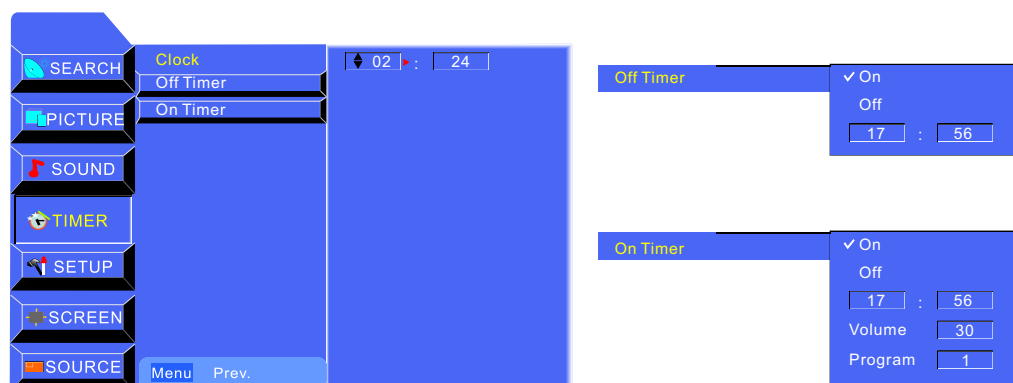 SEARCH
PICTURE
SOUND
TIMER
SETUP
SCREEN
SOURCE
Clock
Off Timer
On Timer
02 : 24
Menu Prev.
Off Timer
On
Off
17 : 56
On Timer
On
Off
17 : 56
Volume 30
Program 1